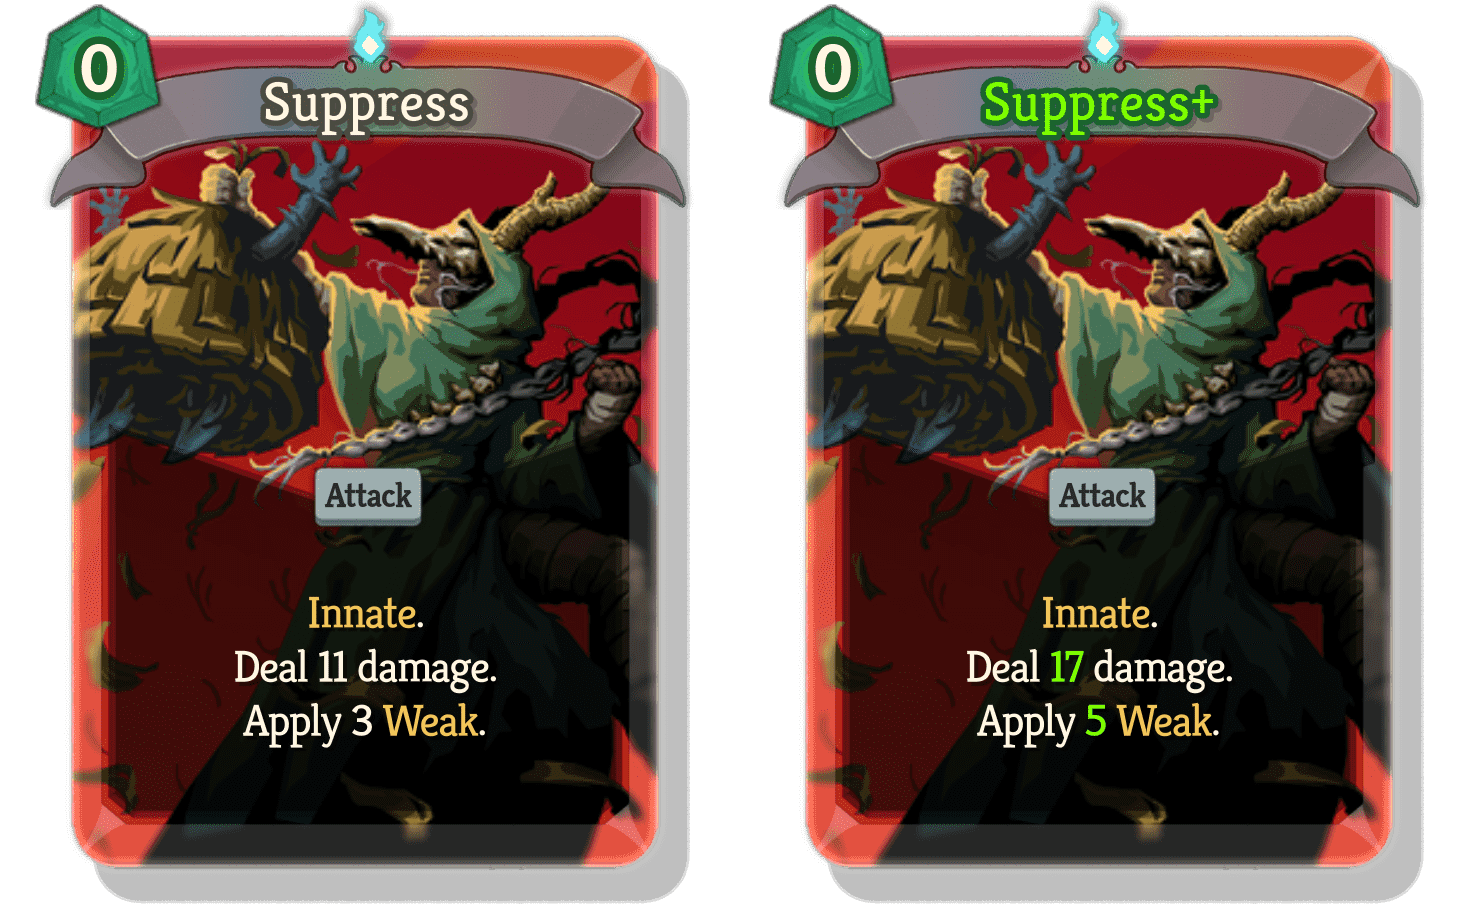 0
Suppress
Attack
Innate.
Deal 11 damage.
Apply 3 Weak.
0
Suppress+
Attack
Innate.
Deal 17 damage.
Apply 5 Weak.